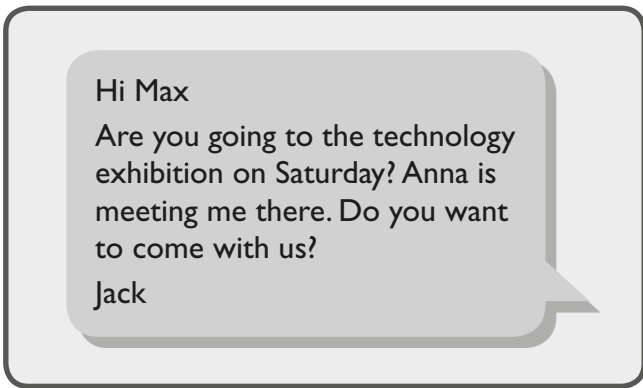 Hi Max
Are you going to the technology
exhibition on Saturday? Anna is
meeting me there. Do you want
to come with us?
Jack